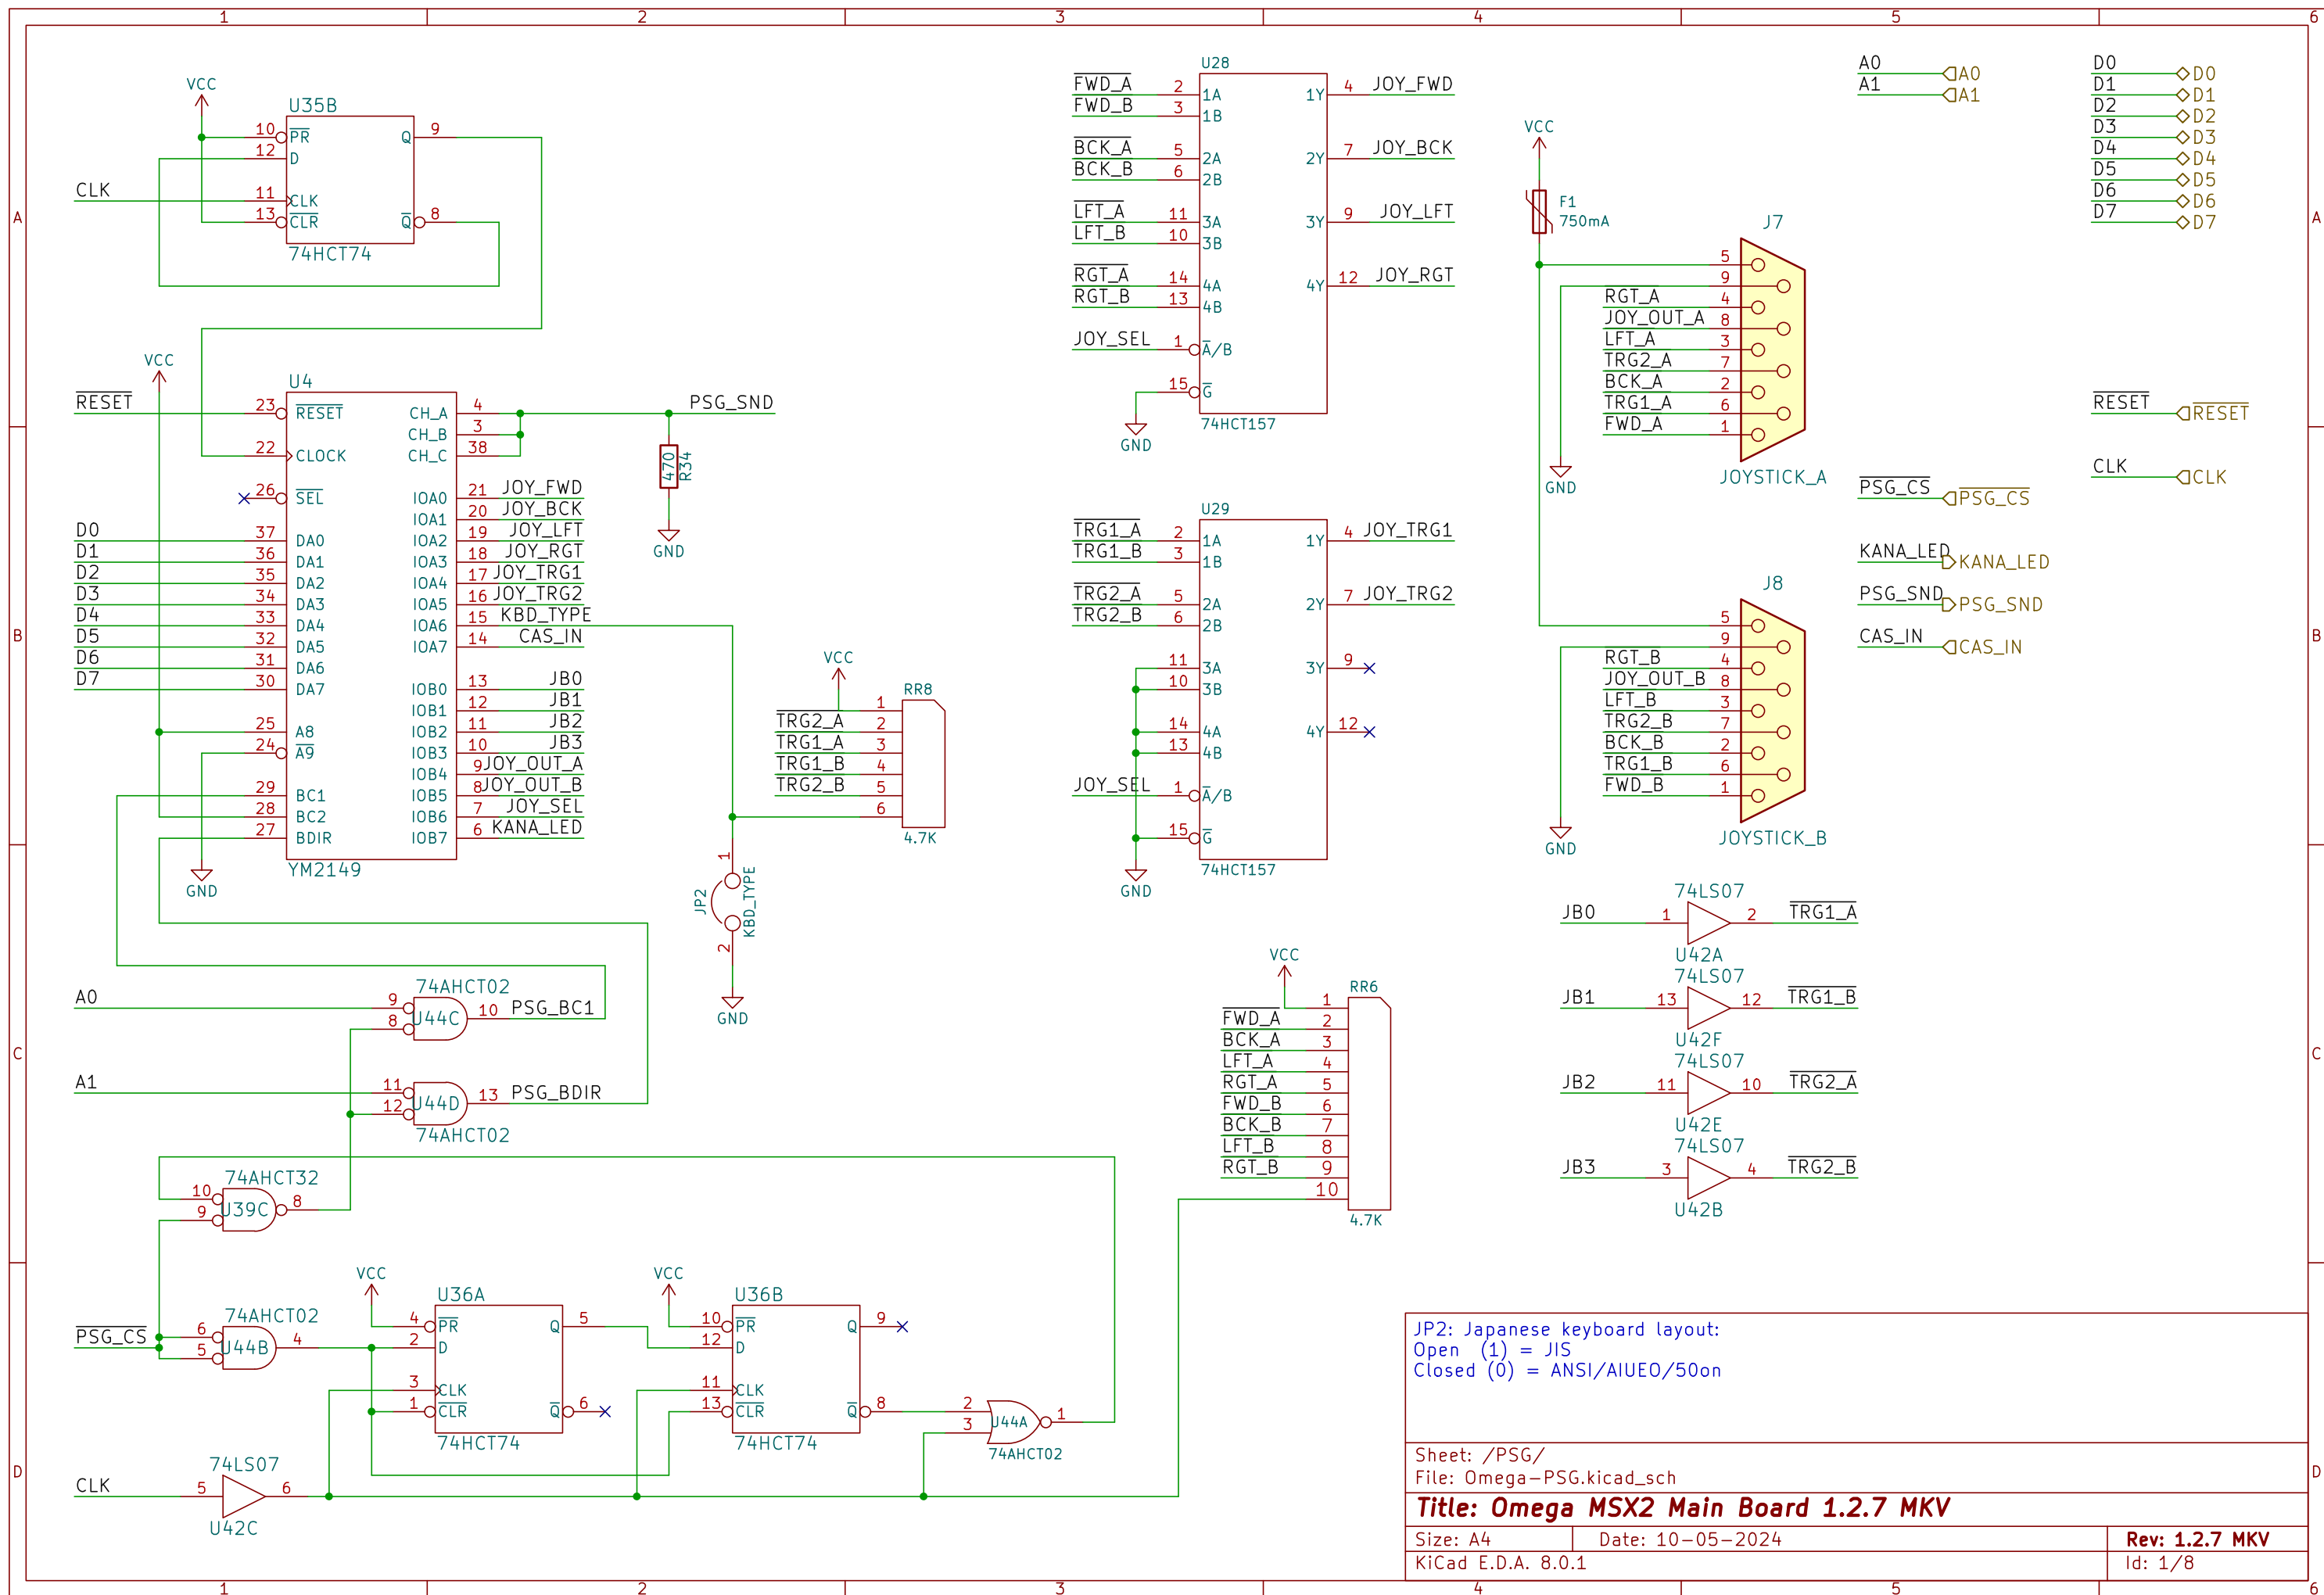 1 2 3 4 5 6
A
B
C
D
VCC
U35B
10 PR Q 9
12 D
CLK 11 CLK
13 CLR Q 8
74HCT74
VCC
U4
RESET 23 RESET CH_A 4 PSG_SND
CH_B 3
22 CLOCK CH_C 38
470 R34
GND
26 SEL IOA0 21 JOY_FWD
IOA1 20 JOY_BCK
D0 37 DA0 IOA2 19 JOY_LFT
D1 36 DA1 IOA3 18 JOY_RGT
D2 35 DA2 IOA4 17 JOY_TRG1
D3 34 DA3 IOA5 16 JOY_TRG2
D4 33 DA4 IOA6 15 KBD_TYPE
D5 32 DA5 IOA7 14 CAS_IN
D6 31 DA6
D7 30 DA7 IOB0 13 JB0
IOB1 12 JB1
25 A8 IOB2 11 JB2
24 A9 IOB3 10 JB3
IOB4 9 JOY_OUT_A
29 BC1 IOB5 8 JOY_OUT_B
28 BC2 IOB6 7 JOY_SEL
27 BDIR IOB7 6 KANA_LED
YM2149
GND
VCC
RR8
1
TRG2_A 2
TRG1_A 3
TRG1_B 4
TRG2_B 5
6
4.7K
JP2 1 2 KBD_TYPE
GND
74AHCT02
A0 9 8 U44C 10 PSG_BC1
A1 11 12 U44D 13 PSG_BDIR
74AHCT02
74AHCT32
10 9 U39C 8
74AHCT02
PSG_CS 6 5 U44B 4
VCC
U36A
4 PR Q 5
2 D
3 CLK
1 CLR Q 6
74HCT74
VCC
U36B
10 PR Q 9
12 D
11 CLK
13 CLR Q 8
74HCT74
2 3 U44A 1
74AHCT02
74LS07
CLK 5 6
U42C
U28
FWD_A 2 1A 1Y 4 JOY_FWD
FWD_B 3 1B
BCK_A 5 2A 2Y 7 JOY_BCK
BCK_B 6 2B
LFT_A 11 3A 3Y 9 JOY_LFT
LFT_B 10 3B
RGT_A 14 4A 4Y 12 JOY_RGT
RGT_B 13 4B
JOY_SEL 1 A/B
15 G
GND
74HCT157
U29
TRG1_A 2 1A 1Y 4 JOY_TRG1
TRG1_B 3 1B
TRG2_A 5 2A 2Y 7 JOY_TRG2
TRG2_B 6 2B
11 3A 3Y 9
10 3B
14 4A 4Y 12
13 4B
JOY_SEL 1 A/B
15 G
GND
74HCT157
VCC
RR6
1
FWD_A 2
BCK_A 3
LFT_A 4
RGT_A 5
FWD_B 6
BCK_B 7
LFT_B 8
RGT_B 9
10
4.7K
VCC
F1
750mA
J7
5
9
RGT_A 4
JOY_OUT_A 8
LFT_A 3
TRG2_A 7
BCK_A 2
TRG1_A 6
FWD_A 1
JOYSTICK_A
GND
J8
5
9
RGT_B 4
JOY_OUT_B 8
LFT_B 3
TRG2_B 7
BCK_B 2
TRG1_B 6
FWD_B 1
JOYSTICK_B
GND
74LS07
JB0 1 2 TRG1_A
U42A
74LS07
JB1 13 12 TRG1_B
U42F
74LS07
JB2 11 10 TRG2_A
U42E
74LS07
JB3 3 4 TRG2_B
U42B
A0 A0
A1 A1
D0 D0
D1 D1
D2 D2
D3 D3
D4 D4
D5 D5
D6 D6
D7 D7
RESET RESET
CLK CLK
PSG_CS PSG_CS
KANA_LED KANA_LED
PSG_SND PSG_SND
CAS_IN CAS_IN
JP2: Japanese keyboard layout:
Open (1) = JIS
Closed (0) = ANSI/AIUEO/50on
Sheet: /PSG/
File: Omega-PSG.kicad_sch
Title: Omega MSX2 Main Board 1.2.7 MKV
Size: A4 Date: 10-05-2024 Rev: 1.2.7 MKV
KiCad E.D.A. 8.0.1 Id: 1/8
A
B
C
D
1 2 3 4 5 6